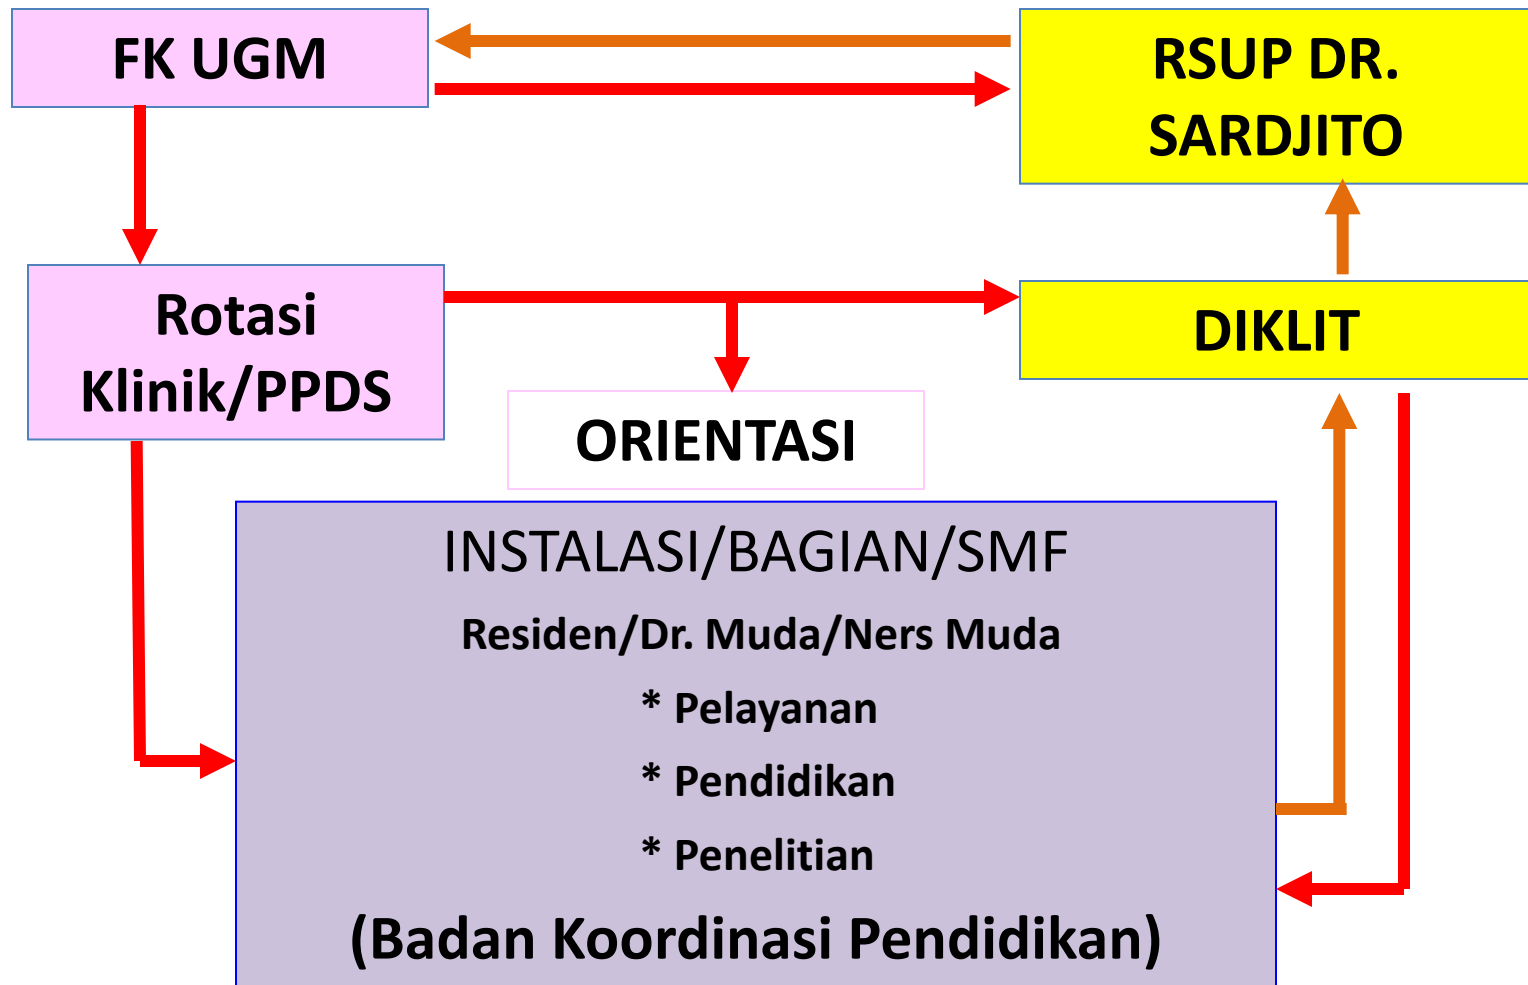 FK UGM
RSUP DR.
SARDJITO
Rotasi
Klinik/PPDS
DIKLIT
ORIENTASI
INSTALASI/BAGIAN/SMF
Residen/Dr. Muda/Ners Muda
* Pelayanan
* Pendidikan
* Penelitian
(Badan Koordinasi Pendidikan)